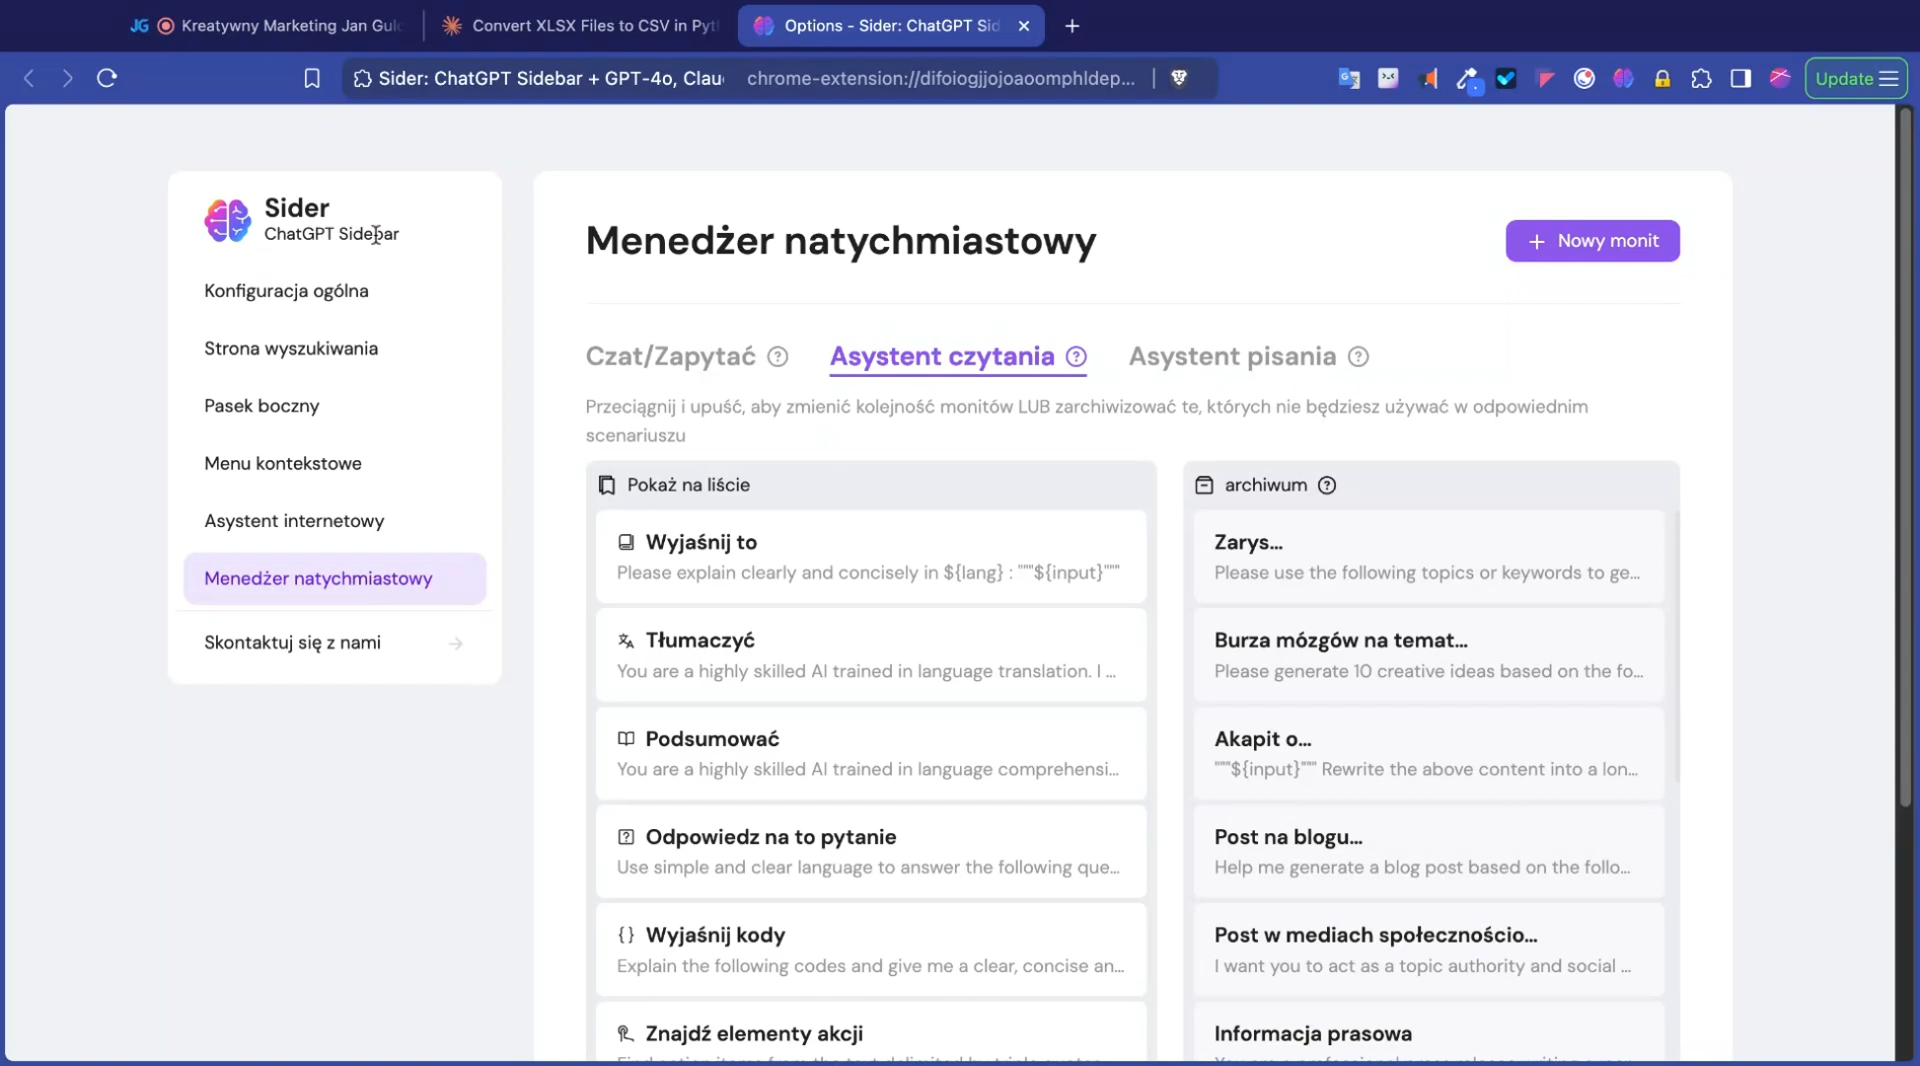 JG Kreatywny Marketing Jan Gulc
Convert XLSX Files to CSV in Pyt
Options - Sider: ChatGPT Sid
Sider: ChatGPT Sidebar + GPT-4o, Clau
chrome-extension://difoiogjjojoaoomphldep...
Update
Sider
ChatGPT Sidebar
Konfiguracja ogólna
Strona wyszukiwania
Pasek boczny
Menu kontekstowe
Asystent internetowy
Menedżer natychmiastowy
Skontaktuj się z nami
Menedżer natychmiastowy
+ Nowy monit
Czat/Zapytać
Asystent czytania
Asystent pisania
Przeciągnij i upuść, aby zmienić kolejność monitów LUB zarchiwizować te, których nie będziesz używać w odpowiednim
scenariuszu
Pokaż na liście
Wyjaśnij to
Please explain clearly and concisely in ${lang} : """${input}"""
Tłumaczyć
You are a highly skilled AI trained in language translation. I ...
Podsumować
You are a highly skilled AI trained in language comprehensi...
Odpowiedz na to pytanie
Use simple and clear language to answer the following que...
Wyjaśnij kody
Explain the following codes and give me a clear, concise an...
Znajdź elementy akcji
archiwum
Zarys...
Please use the following topics or keywords to ge...
Burza mózgów na temat...
Please generate 10 creative ideas based on the fo...
Akapit o...
"""${input}""" Rewrite the above content into a lon...
Post na blogu...
Help me generate a blog post based on the follo...
Post w mediach społecznościo...
I want you to act as a topic authority and social ...
Informacja prasowa